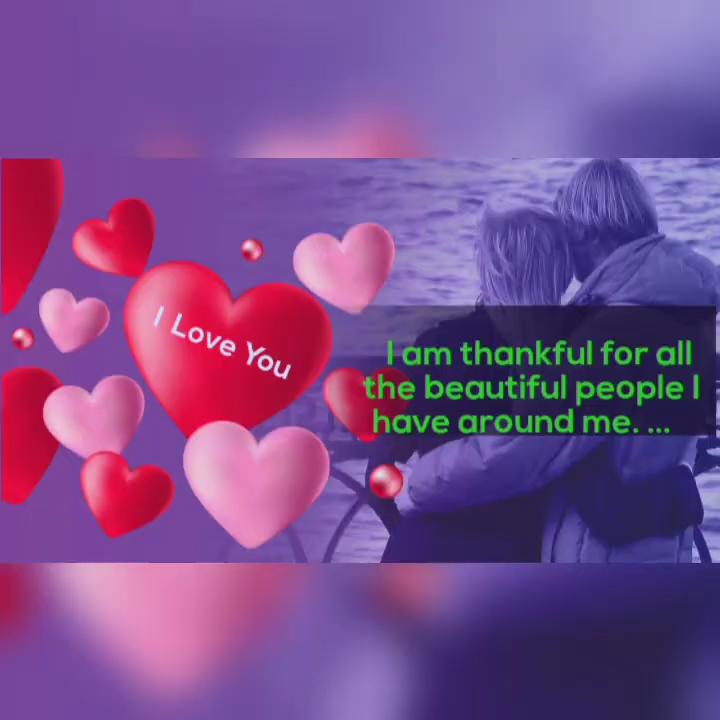 I Love You
I am thankful for all
the beautiful people I
have around me. ...